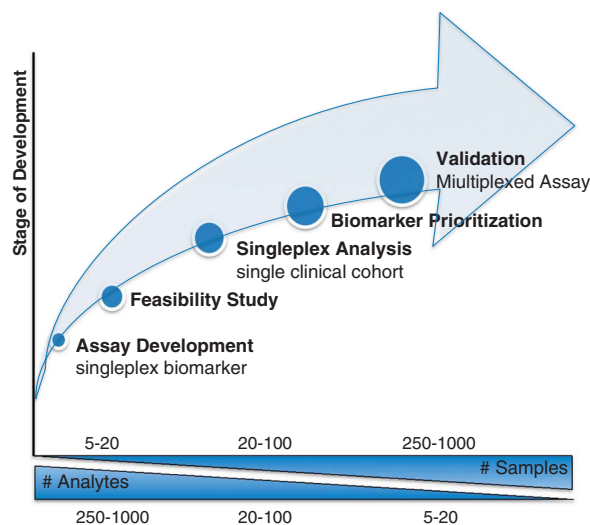 Stage of Development
Validation
Miultiplexed Assay
Biomarker Prioritization
Singleplex Analysis
single clinical cohort
Feasibility Study
Assay Development
singleplex biomarker
5-20 20-100 250-1000
# Samples
# Analytes
250-1000 20-100 5-20